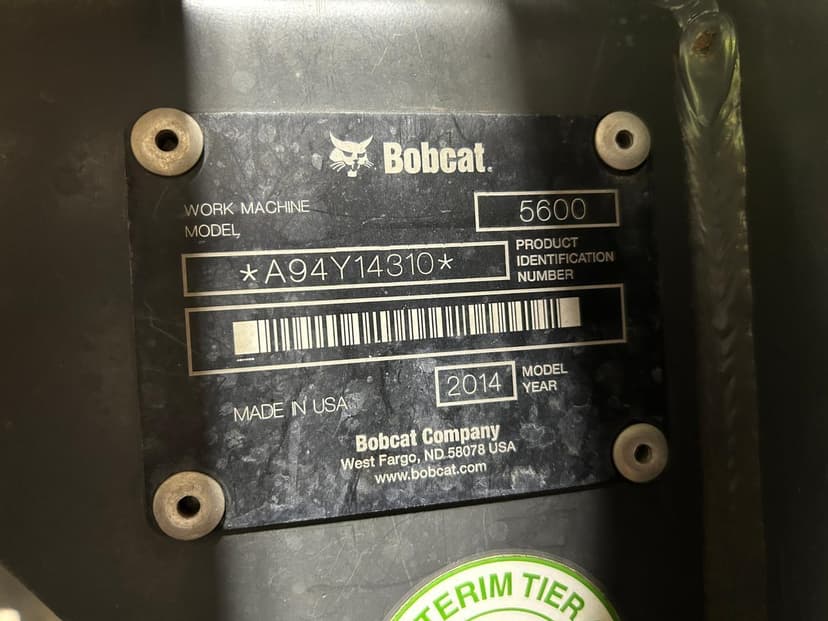 Bobcat.
WORK MACHINE
MODEL
5600
*A94Y14310*
PRODUCT
IDENTIFICATION
NUMBER
2014
MODEL
YEAR
MADE IN USA
Bobcat Company
West Fargo, ND 58078 USA
www.bobcat.com
TERIM TIER